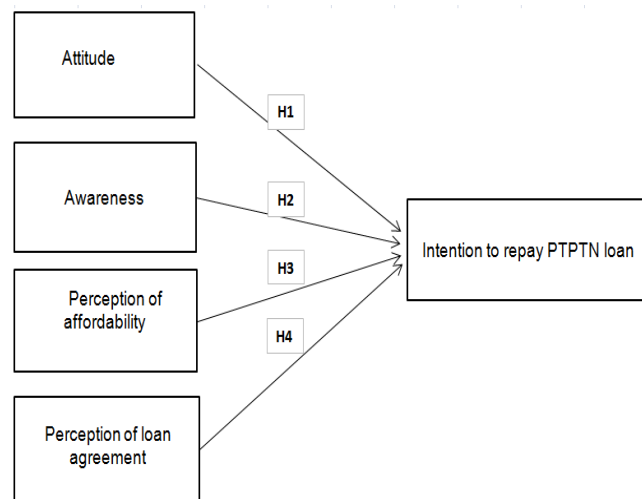 Attitude
H1
Awareness
H2
Intention to repay PTPTN loan
H3
Perception of
affordability
H4
Perception of loan
agreement